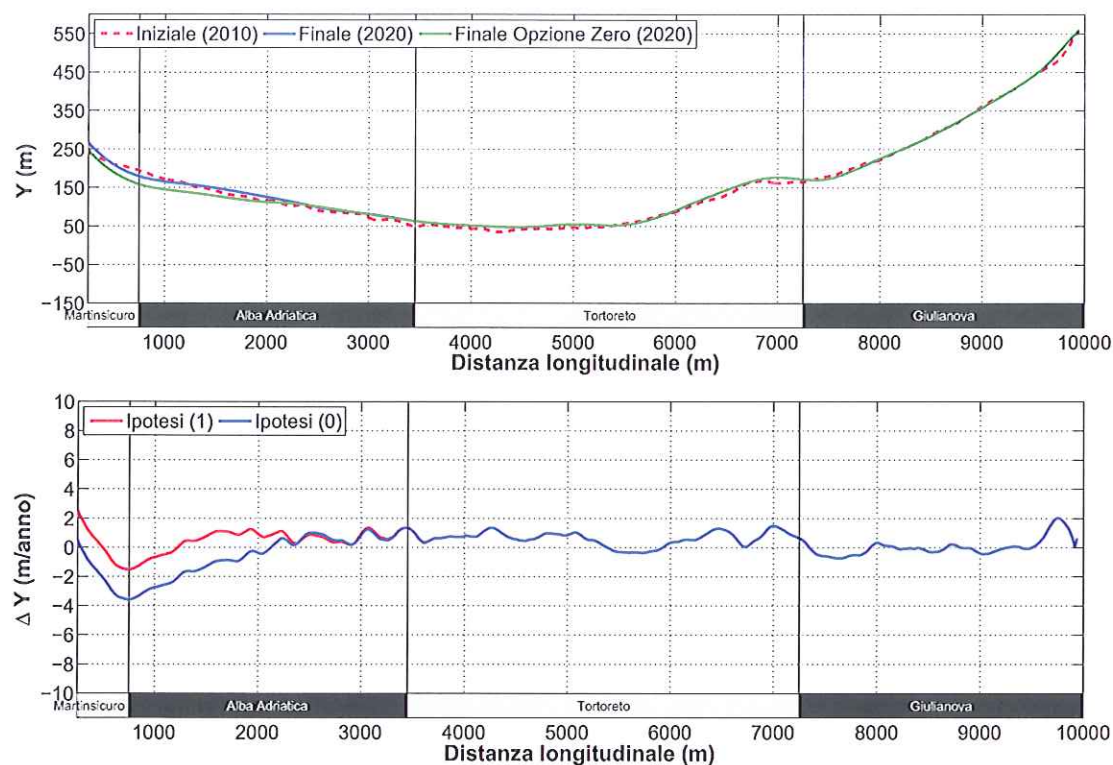 550
450
350
250
150
50
−50
−150
Y (m)
Iniziale (2010) Finale (2020) Finale Opzione Zero (2020)
Martinsicuro Alba Adriatica Tortoreto Giulianova
1000 2000 3000 4000 5000 6000 7000 8000 9000 10000
Distanza longitudinale (m)
10
8
6
4
2
0
−2
−4
−6
−8
−10
Δ Y (m/anno)
Ipotesi (1) Ipotesi (0)
Martinsicuro Alba Adriatica Tortoreto Giulianova
1000 2000 3000 4000 5000 6000 7000 8000 9000 10000
Distanza longitudinale (m)